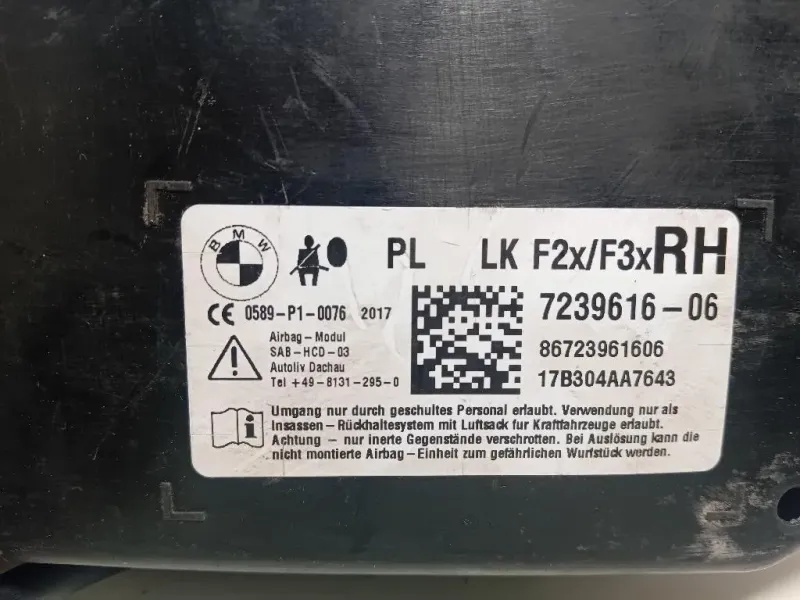 BMW
PL LK F2x/F3x RH
CE 0589-P1-0076 2017
7239616-06
Airbag-Modul
SAB-HCD-03
Autoliv Dachau
Tel +49-8131-295-0
86723961606
17B304AA7643
Umgang nur durch geschultes Personal erlaubt. Verwendung nur als
Insassen-Rückhaltesystem mit Luftsack für Kraftfahrzeuge erlaubt.
Achtung - nur inerte Gegenstände verschrotten. Bei Auslösung kann die
nicht montierte Airbag-Einheit zum gefährlichen Wurfstück werden.